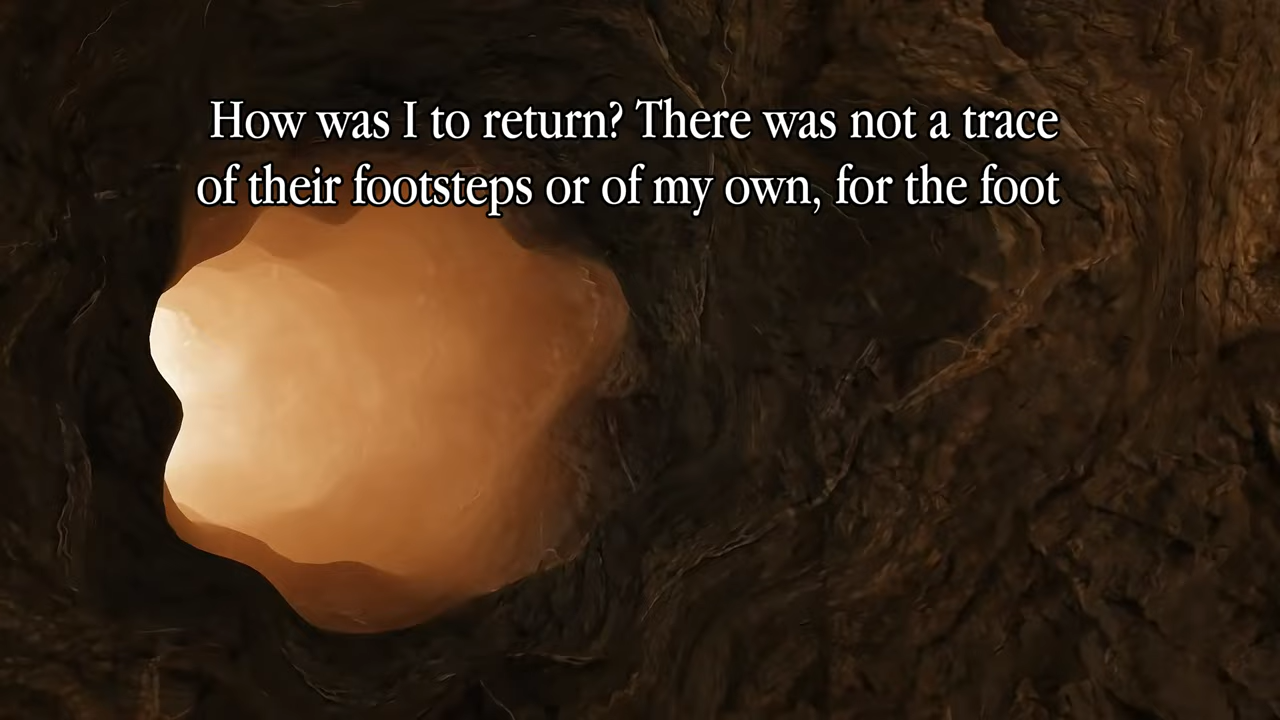 How was I to return? There was not a trace
of their footsteps or of my own, for the foot